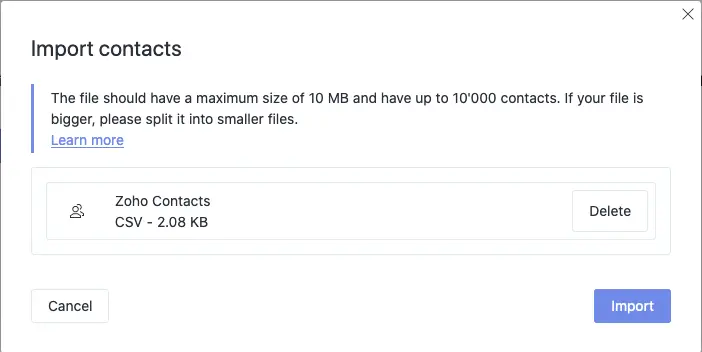 Import contacts
The file should have a maximum size of 10 MB and have up to 10'000 contacts. If your file is
bigger, please split it into smaller files.
Learn more
Zoho Contacts
CSV - 2.08 KB
Delete
Cancel
Import